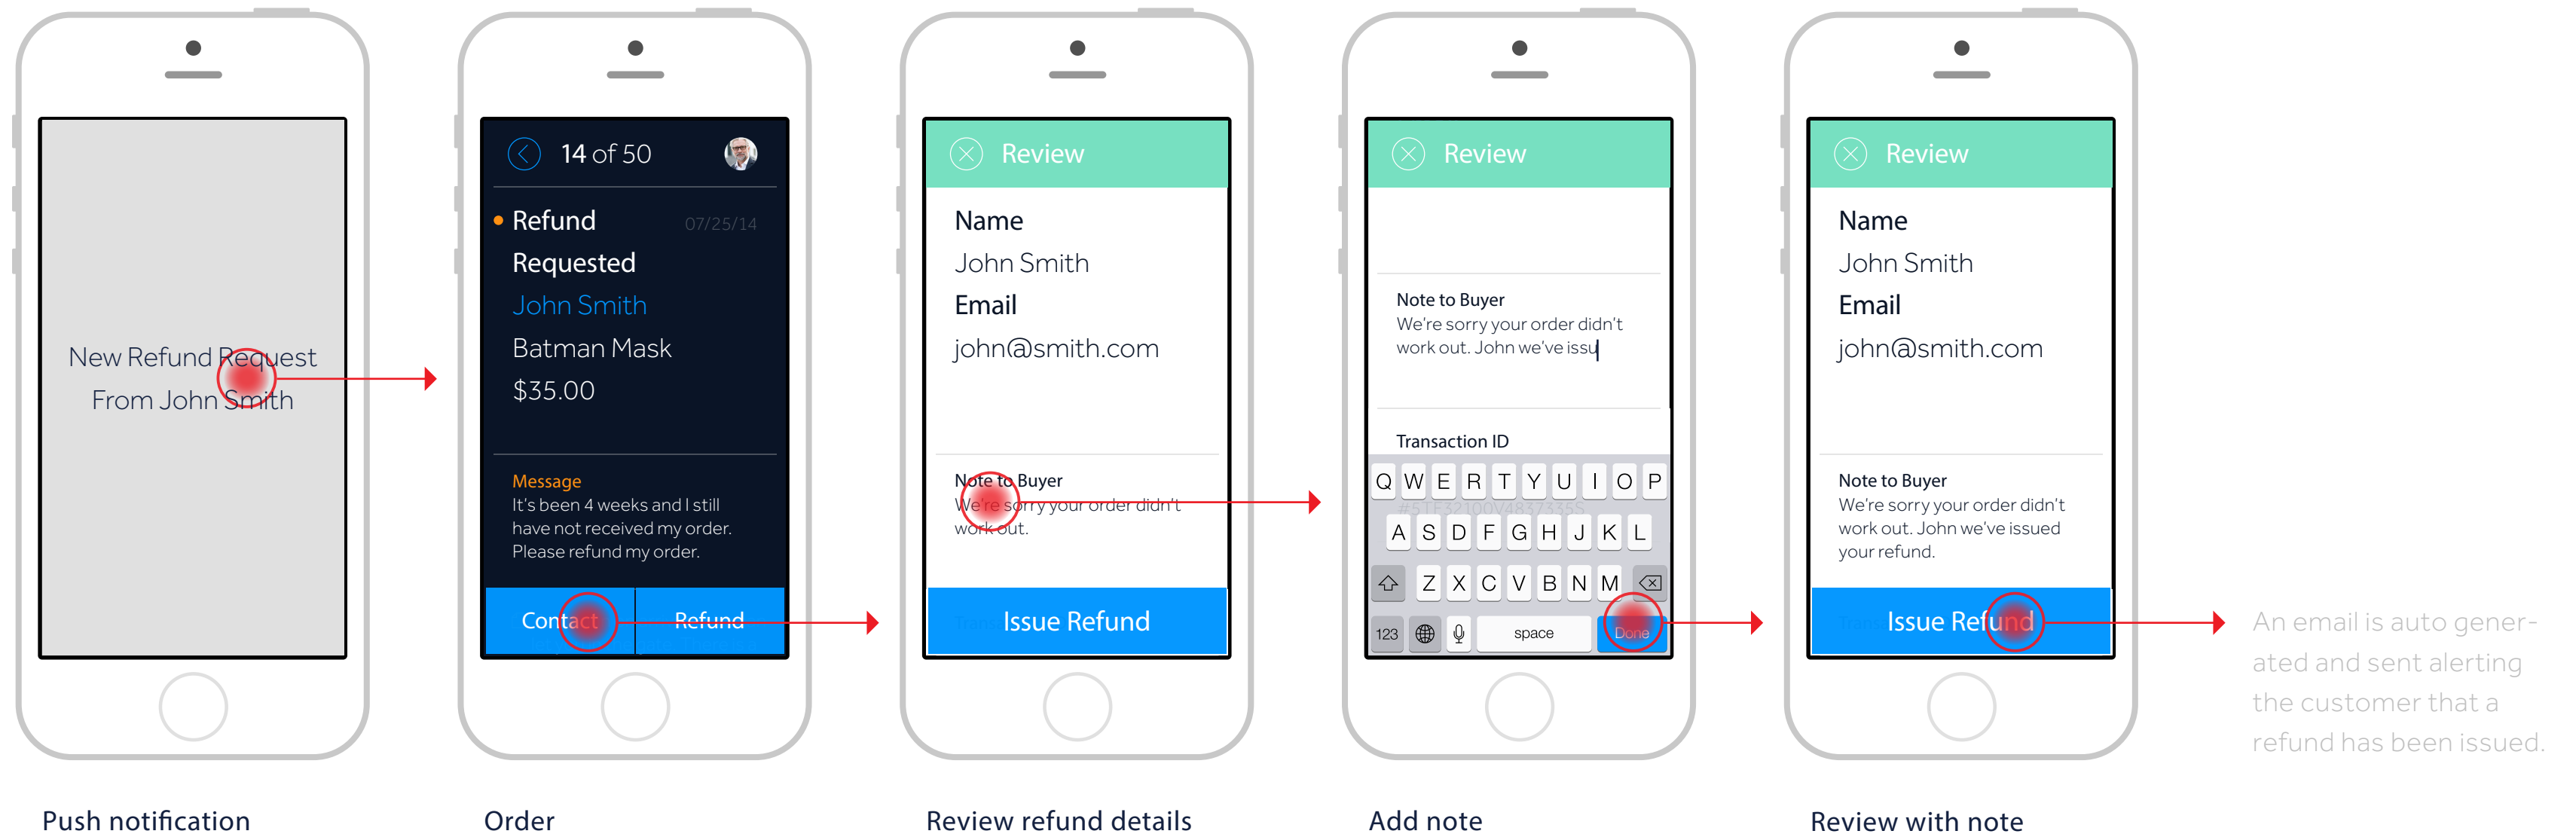 New Refund Request
From John Smith
Push notification
14 of 50
Refund
07/25/14
Requested
John Smith
Batman Mask
$35.00
Message
It's been 4 weeks and I still
have not received my order.
Please refund my order.
Contact
Refund
Order
Review
Name
John Smith
Email
john@smith.com
Note to Buyer
We're sorry your order didn't
work out.
Issue Refund
Review refund details
Review
Note to Buyer
We're sorry your order didn't
work out. John we've issu
Transaction ID
Q W E R T Y U I O P
A S D F G H J K L
Z X C V B N M
123 space Done
Add note
Review
Name
John Smith
Email
john@smith.com
Note to Buyer
We're sorry your order didn't
work out. John we've issued
your refund.
Issue Refund
Review with note
An email is auto gener-
ated and sent alerting
the customer that a
refund has been issued.